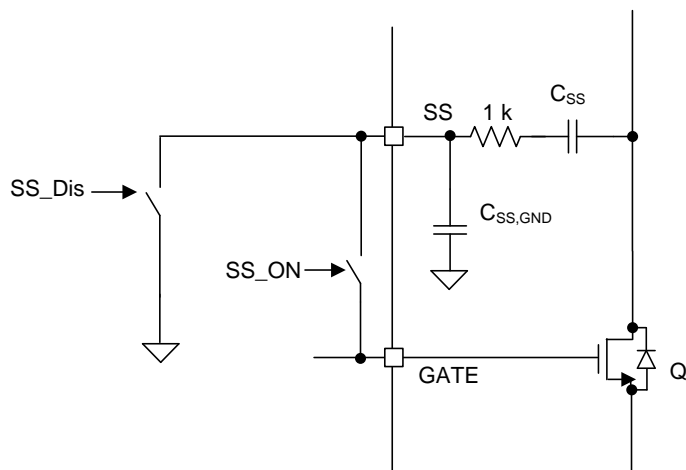 C_SS
SS
1 k
SS_Dis
C_SS,GND
SS_ON
GATE
Q